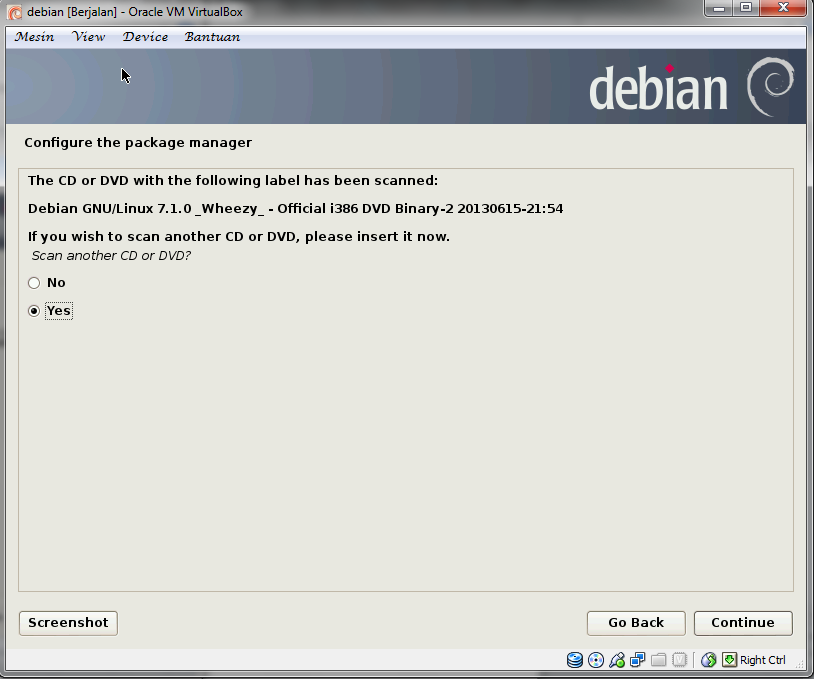 debian [Berjalan] - Oracle VM VirtualBox
Mesin View Device Bantuan
debian
Configure the package manager
The CD or DVD with the following label has been scanned:
Debian GNU/Linux 7.1.0 _Wheezy_ - Official i386 DVD Binary-2 20130615-21:54
If you wish to scan another CD or DVD, please insert it now.
Scan another CD or DVD?
No
Yes
Screenshot Go Back Continue
Right Ctrl